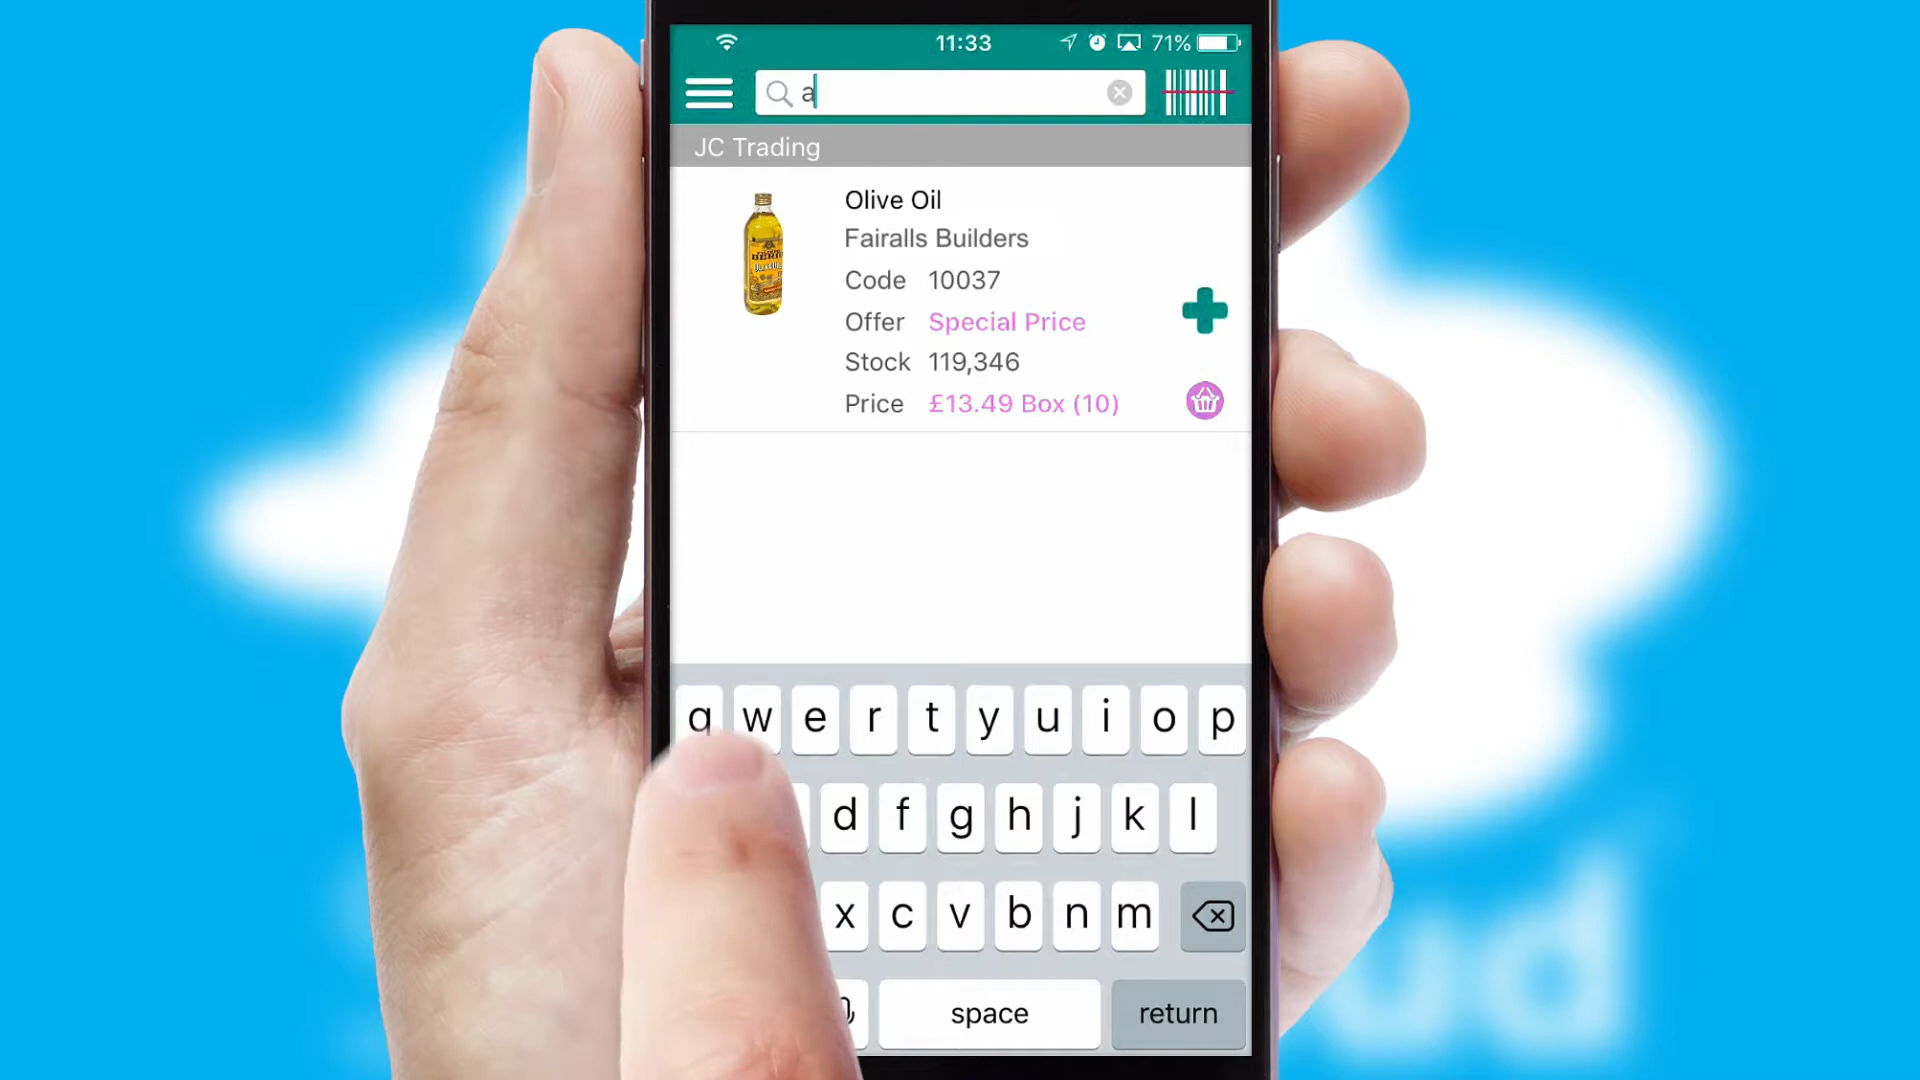 11:33 71%
a
JC Trading
Olive Oil
Fairalls Builders
Code 10037
Offer Special Price
Stock 119,346
Price £13.49 Box (10)
q w e r t y u i o p
d f g h j k l
x c v b n m
space return
ud